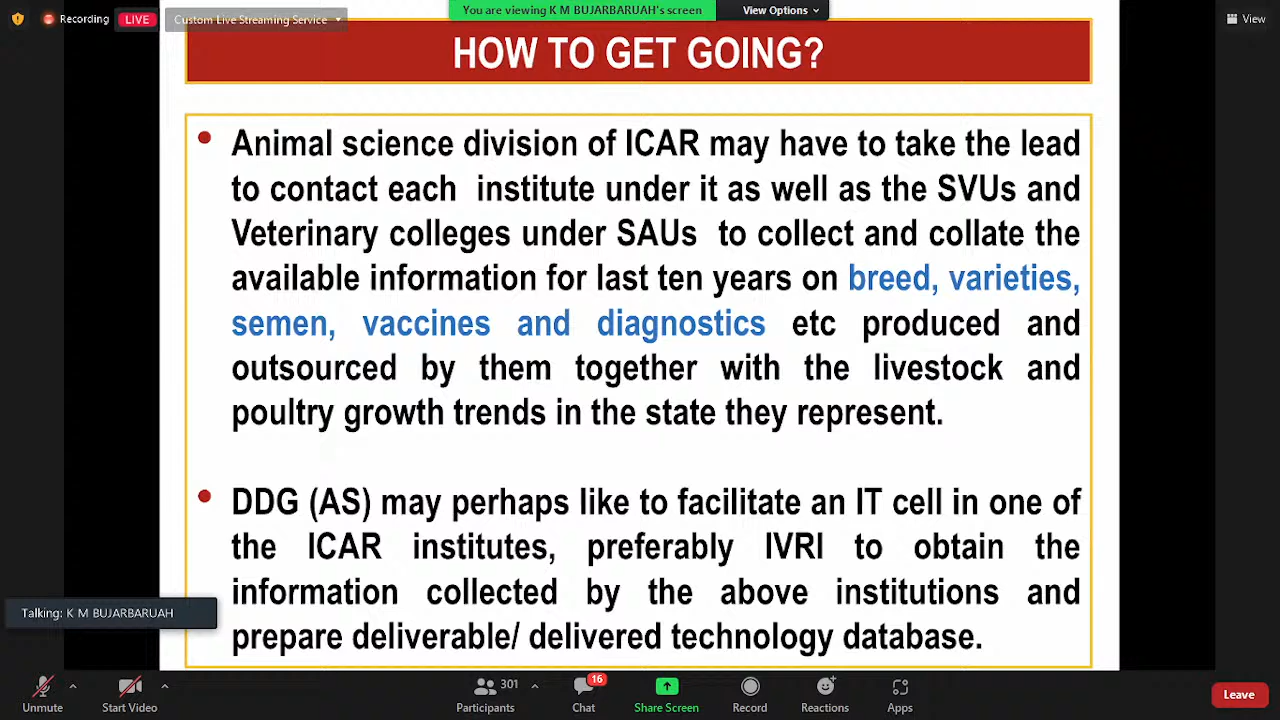 Recording LIVE Custom Live Streaming Service You are viewing K M BUJARBARUAH's screen View Options View
HOW TO GET GOING?
• Animal science division of ICAR may have to take the lead
to contact each institute under it as well as the SVUs and
Veterinary colleges under SAUs to collect and collate the
available information for last ten years on breed, varieties,
semen, vaccines and diagnostics etc produced and
outsourced by them together with the livestock and
poultry growth trends in the state they represent.
• DDG (AS) may perhaps like to facilitate an IT cell in one of
the ICAR institutes, preferably IVRI to obtain the
information collected by the above institutions and
Talking: K M BUJARBARUAH
prepare deliverable/ delivered technology database.
301 16
Unmute Start Video Participants Chat Share Screen Record Reactions Apps Leave